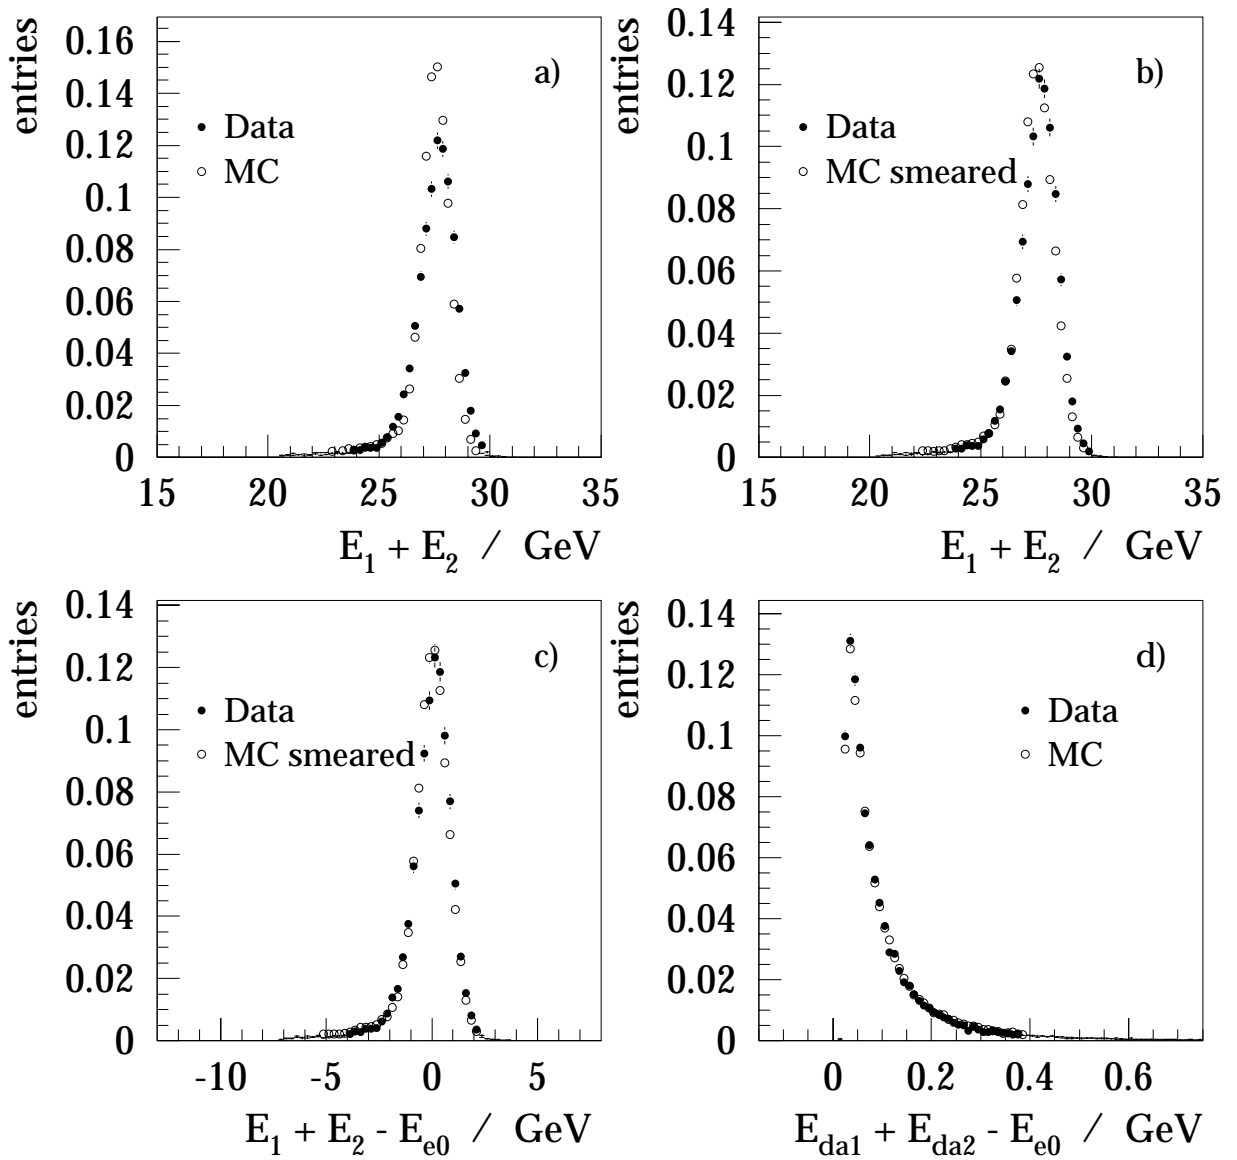 entries
0.16
0.14
0.12
0.1
0.08
0.06
0.04
0.02
0
a)
Data
MC
15 20 25 30 35
E1 + E2 / GeV
entries
0.14
0.12
0.1
0.08
0.06
0.04
0.02
0
b)
Data
MC smeared
15 20 25 30 35
E1 + E2 / GeV
entries
0.14
0.12
0.1
0.08
0.06
0.04
0.02
0
c)
Data
MC smeared
-10 -5 0 5
E1 + E2 - Ee0 / GeV
entries
0.14
0.12
0.1
0.08
0.06
0.04
0.02
0
d)
Data
MC
0 0.2 0.4 0.6
Eda1 + Eda2 - Ee0 / GeV